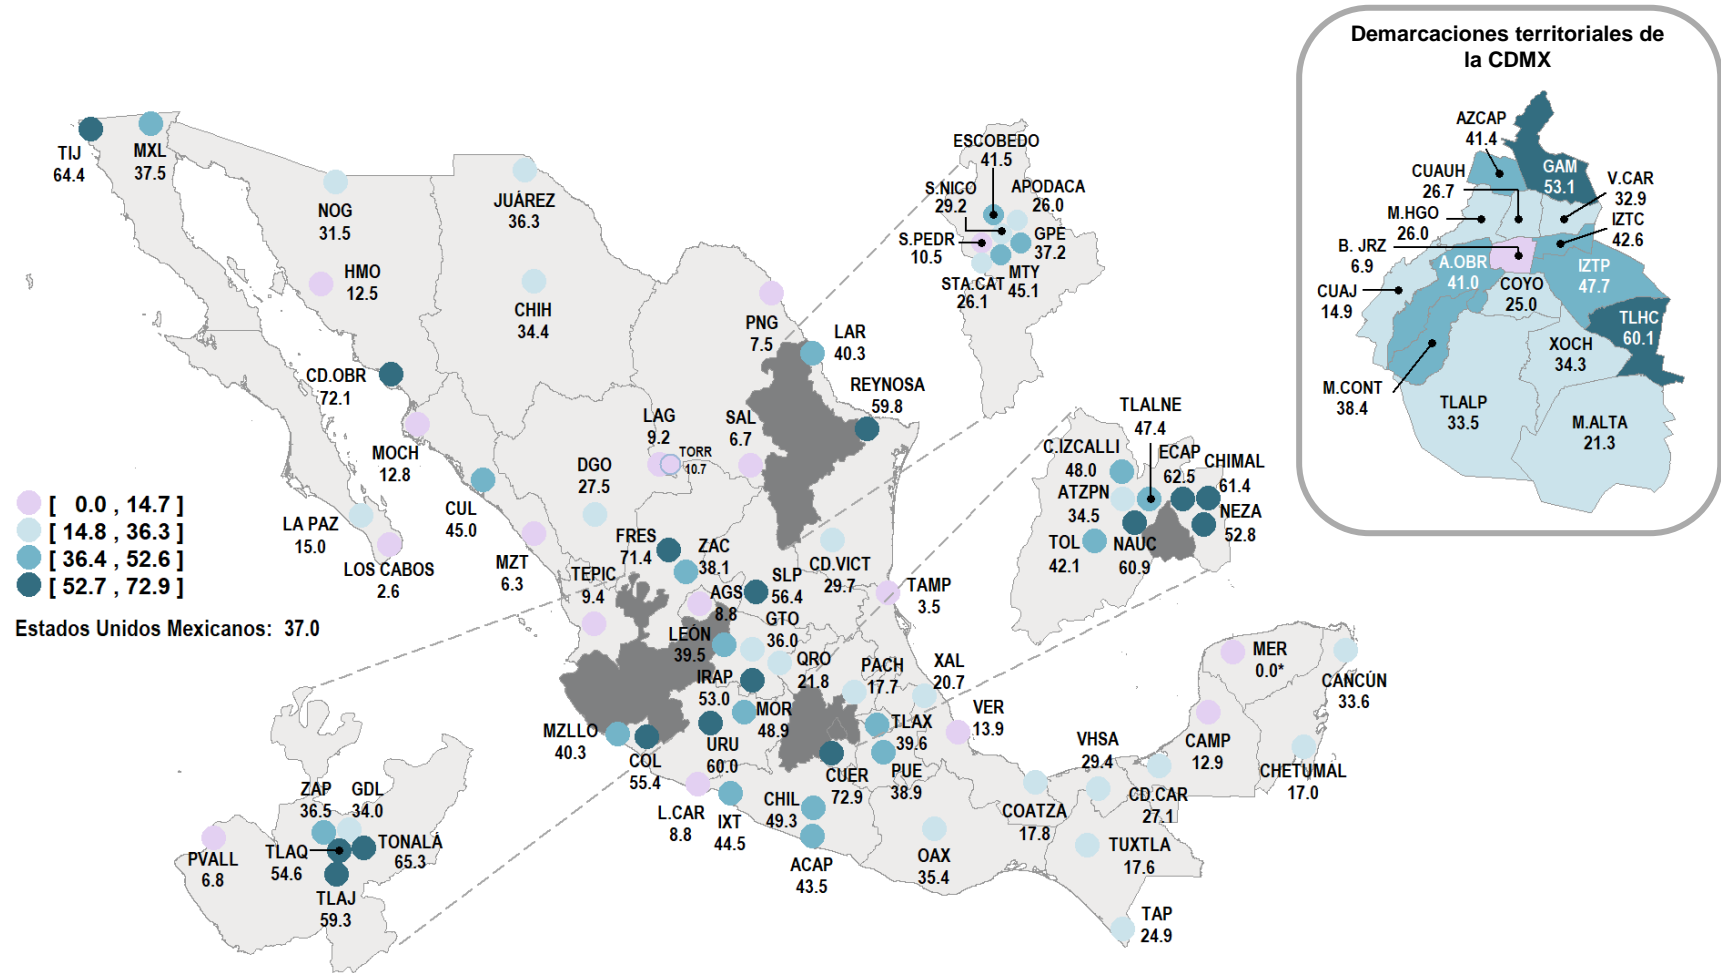 Demarcaciones territoriales de
la CDMX
AZCAP
41.4
GAM
53.1
CUAUH
26.7
V.CAR
32.9
M.HGO
26.0
IZTC
42.6
B. JRZ
6.9
A.OBR
41.0
IZTP
47.7
CUAJ
14.9
COYO
25.0
TLHC
60.1
XOCH
34.3
M.CONT
38.4
TLALP
33.5
M.ALTA
21.3
TIJ
64.4
MXL
37.5
NOG
31.5
JUÁREZ
36.3
HMO
12.5
CHIH
34.4
CD.OBR
72.1
MOCH
12.8
LA PAZ
15.0
LOS CABOS
2.6
CUL
45.0
MZT
6.3
DGO
27.5
LAG
9.2
TORR
10.7
SAL
6.7
PNG
7.5
LAR
40.3
REYNOSA
59.8
ESCOBEDO
41.5
S.NICO
29.2
APODACA
26.0
S.PEDR
10.5
GPE
37.2
STA.CAT
26.1
MTY
45.1
TLALNE
47.4
C.IZCALLI
48.0
ECAP
62.5
CHIMAL
61.4
ATZPN
34.5
NEZA
52.8
TOL
42.1
NAUC
60.9
[ 0.0 , 14.7 ]
[ 14.8 , 36.3 ]
[ 36.4 , 52.6 ]
[ 52.7 , 72.9 ]
Estados Unidos Mexicanos: 37.0
FRES
71.4
ZAC
38.1
CD.VICT
29.7
TEPIC
9.4
AGS
8.8
SLP
56.4
TAMP
3.5
LEÓN
39.5
GTO
36.0
QRO
21.8
PACH
17.7
XAL
20.7
IRAP
53.0
MOR
48.9
TLAX
39.6
VER
13.9
MZLLO
40.3
COL
55.4
URU
60.0
CUER
72.9
PUE
38.9
L.CAR
8.8
IXT
44.5
CHIL
49.3
ACAP
43.5
OAX
35.4
COATZA
17.8
VHSA
29.4
CD.CAR
27.1
TUXTLA
17.6
TAP
24.9
MER
0.0*
CANCÚN
33.6
CAMP
12.9
CHETUMAL
17.0
ZAP
36.5
GDL
34.0
PVALL
6.8
TLAQ
54.6
TONALÁ
65.3
TLAJ
59.3